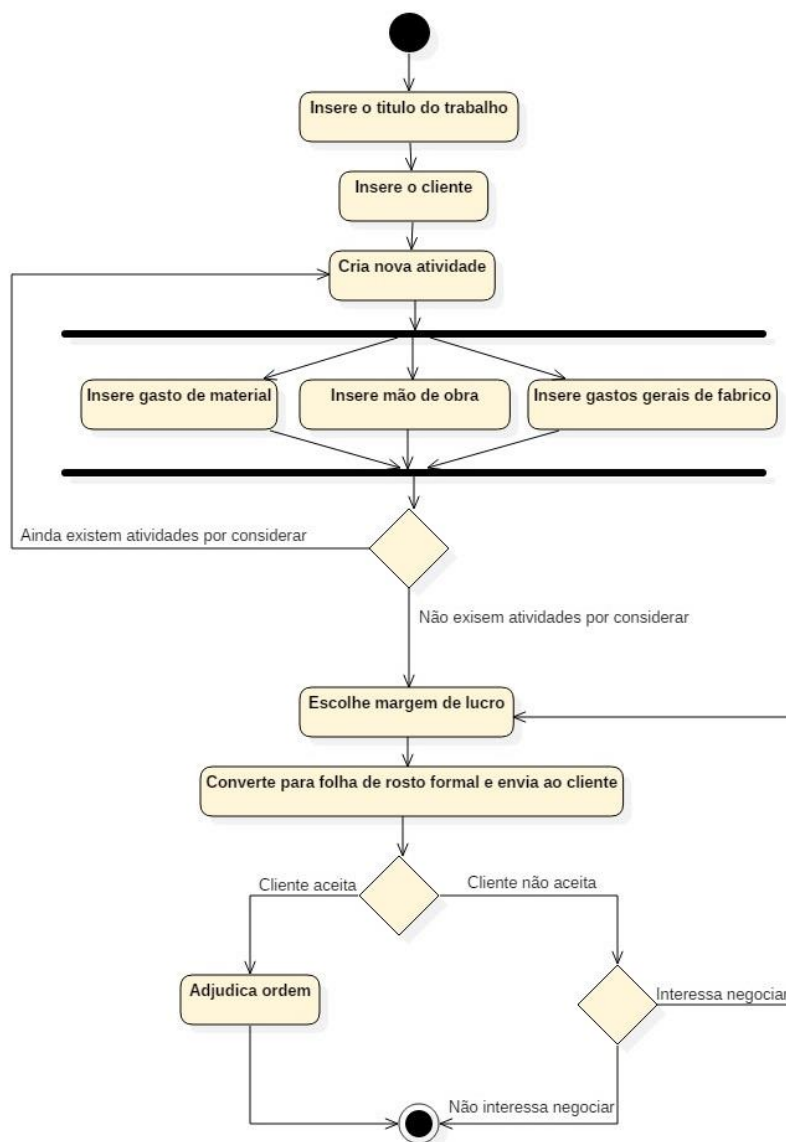 Insere o titulo do trabalho
Insere o cliente
Cria nova atividade
Insere gasto de material
Insere mão de obra
Insere gastos gerais de fabrico
Ainda existem atividades por considerar
Não exisem atividades por considerar
Escolhe margem de lucro
Converte para folha de rosto formal e envia ao cliente
Cliente aceita
Cliente não aceita
Adjudica ordem
Interessa negociar
Não interessa negociar